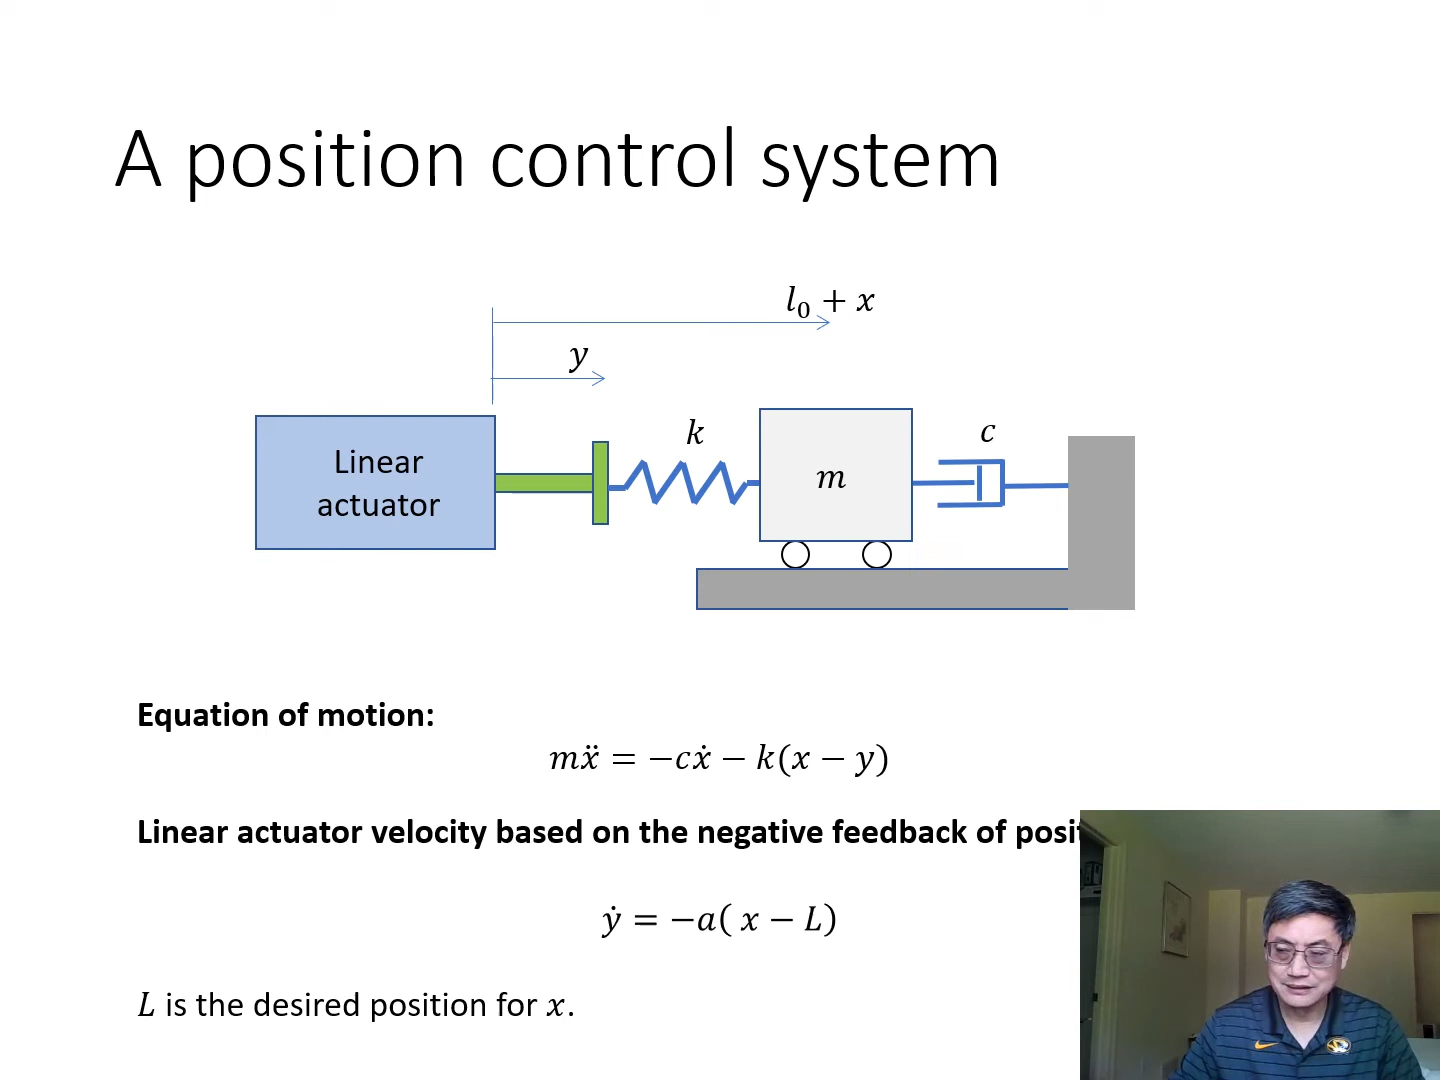 A position control system
l₀ + x
y
k
c
Linear
actuator
m
Equation of motion:
mẍ = −cẋ − k(x − y)
Linear actuator velocity based on the negative feedback of
ẏ = −a( x − L)
L is the desired position for x.